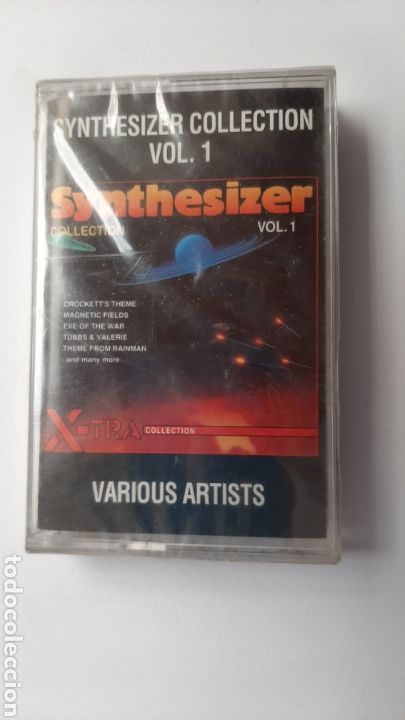 SYNTHESIZER COLLECTION
VOL. 1
Synthesizer
COLLECTION VOL. 1
CROCKETT'S THEME
MAGNETIC FIELDS
EVE OF THE WAR
TUBBS & VALERIE
THEME FROM RAINMAN
and many more
X-TRA COLLECTION
VARIOUS ARTISTS
todocoleccion